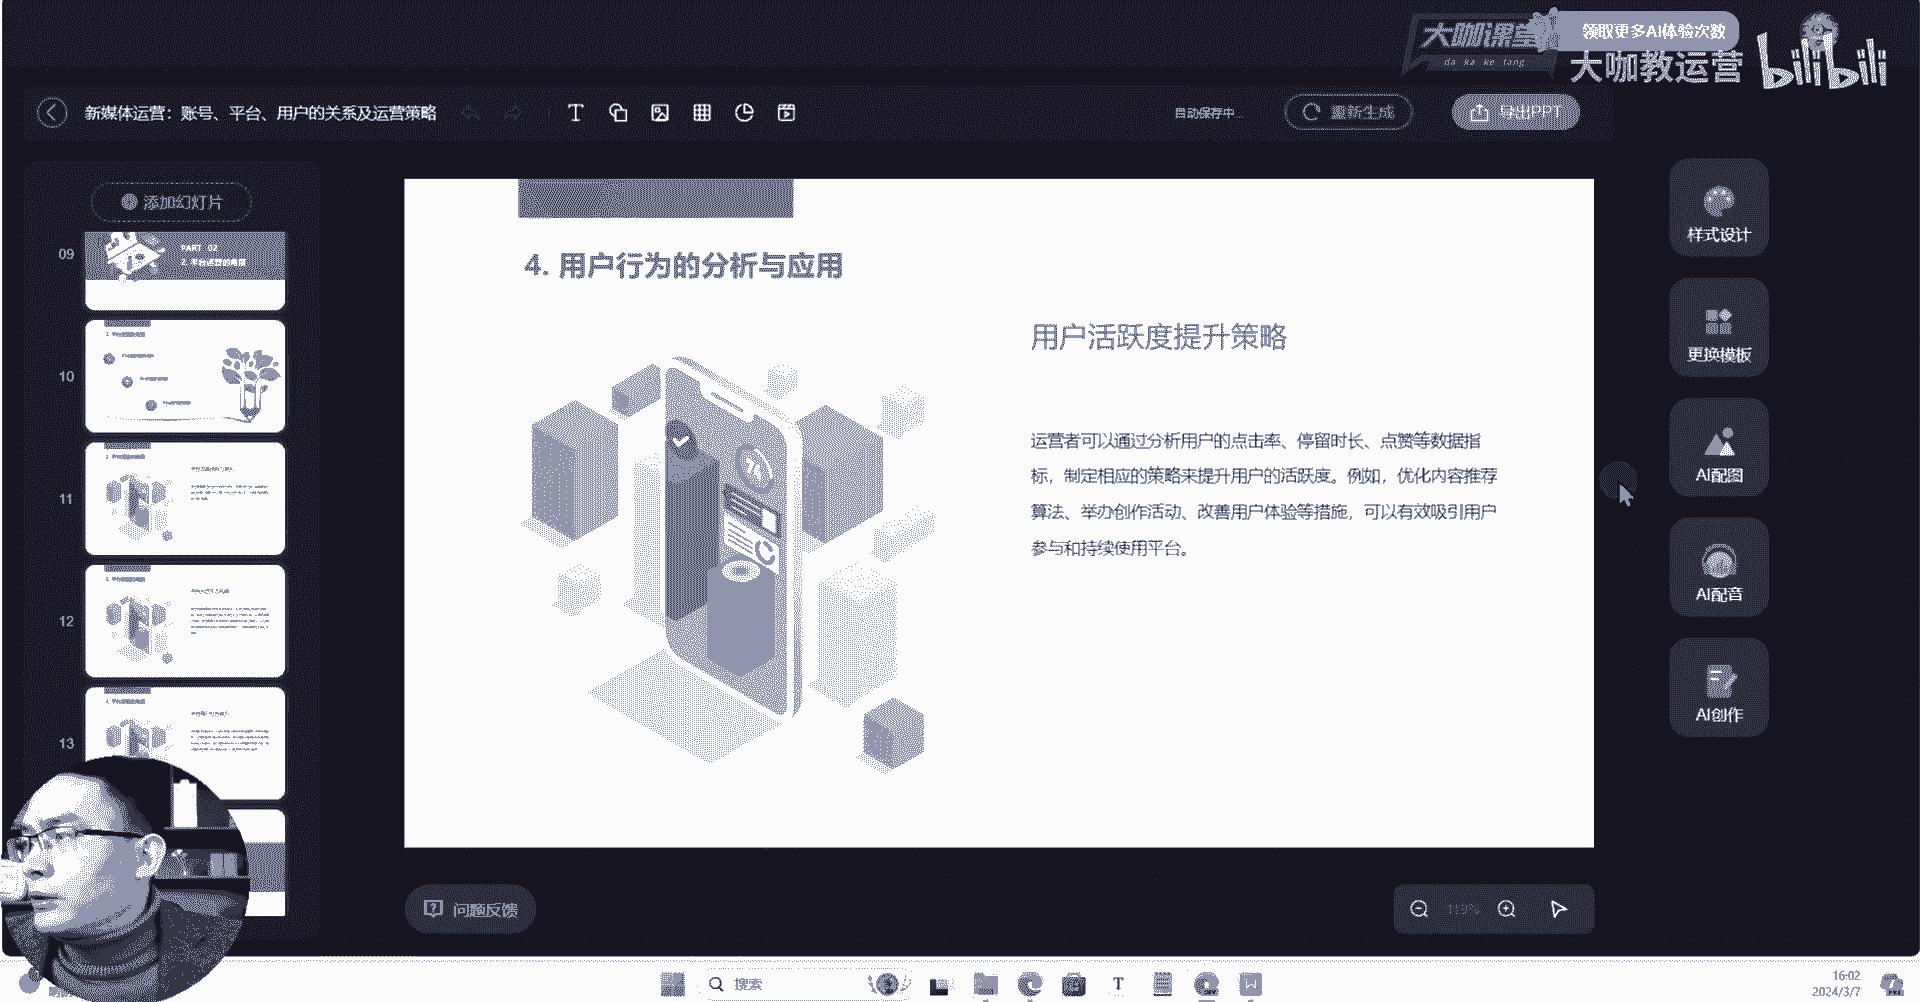 大咖课堂
da ka ke tang
领取更多AI体验次数
大咖教运营
bilibili
新媒体运营：账号、平台、用户的关系及运营策略
自动保存中...
重新生成
导出PPT
添加幻灯片
09
PART 02
2. 平台运营的角度
10
11
12
13
4. 用户行为的分析与应用
用户活跃度提升策略
运营者可以通过分析用户的点击率、停留时长、点赞等数据指
标，制定相应的策略来提升用户的活跃度。例如，优化内容推荐
算法、举办创作活动、改善用户体验等措施，可以有效吸引用户
参与和持续使用平台。
样式设计
更换模板
AI配图
AI配音
AI创作
问题反馈
119%
搜索
16:02
2024/3/7